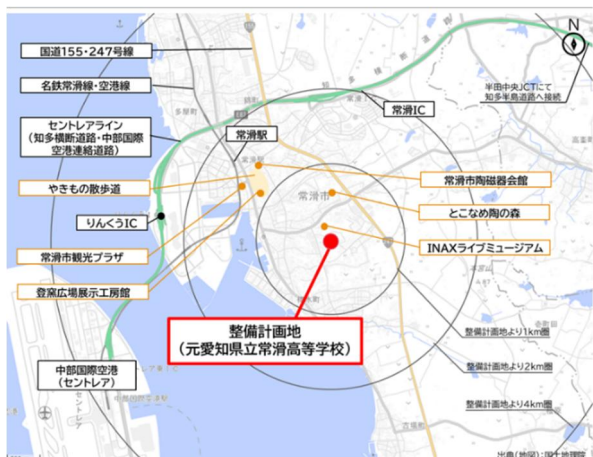 国道155・247号線
名鉄常滑線・空港線
セントレアライン
(知多横断道路・中部国際
空港連絡道路)
やきもの散歩道
りんくうIC
常滑市観光プラザ
登窯広場展示工房館
中部国際空港
(セントレア)
常滑駅
常滑IC
N
半田中央JCTにて
知多半島道路へ接続
常滑市陶磁器会館
とこなめ陶の森
INAXライブミュージアム
常滑市
整備計画地
(元愛知県立常滑高等学校)
整備計画地より1km圏
整備計画地より2km圏
整備計画地より4km圏
出典(地図):国土地理院